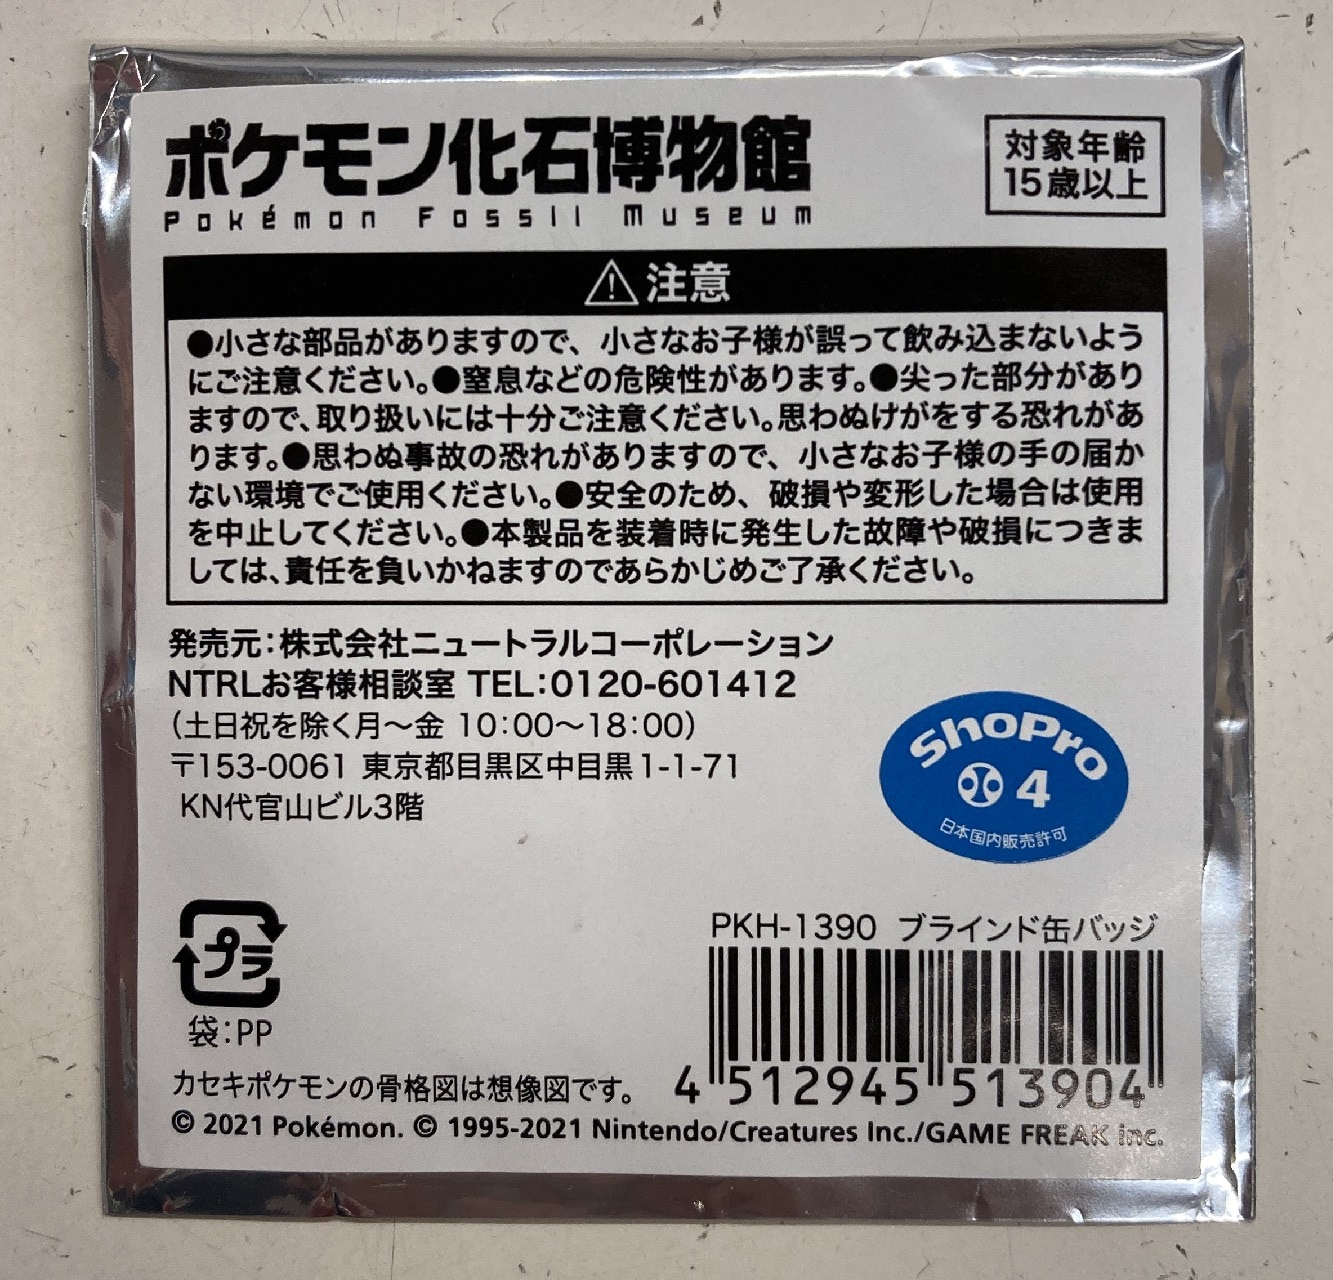 ポケモン化石博物館
Pokémon Fossil Museum
対象年齢
15歳以上
⚠注意
●小さな部品がありますので、小さなお子様が誤って飲み込まないよう
にご注意ください。●窒息などの危険性があります。●尖った部分があり
ますので、取り扱いには十分ご注意ください。思わぬけがをする恐れがあ
ります。●思わぬ事故の恐れがありますので、小さなお子様の手の届か
ない環境でご使用ください。●安全のため、破損や変形した場合は使用
を中止してください。●本製品を装着時に発生した故障や破損につきま
しては、責任を負いかねますのであらかじめご了承ください。
発売元：株式会社ニュートラルコーポレーション
NTRLお客様相談室 TEL：0120-601412
（土日祝を除く月～金 10：00～18：00）
〒153-0061 東京都目黒区中目黒1-1-71
KN代官山ビル3階
ShoPro
4
日本国内販売許可
プラ
袋：PP
PKH-1390 ブラインド缶バッジ
4 512945 513904
カセキポケモンの骨格図は想像図です。
© 2021 Pokémon. © 1995-2021 Nintendo/Creatures Inc./GAME FREAK inc.